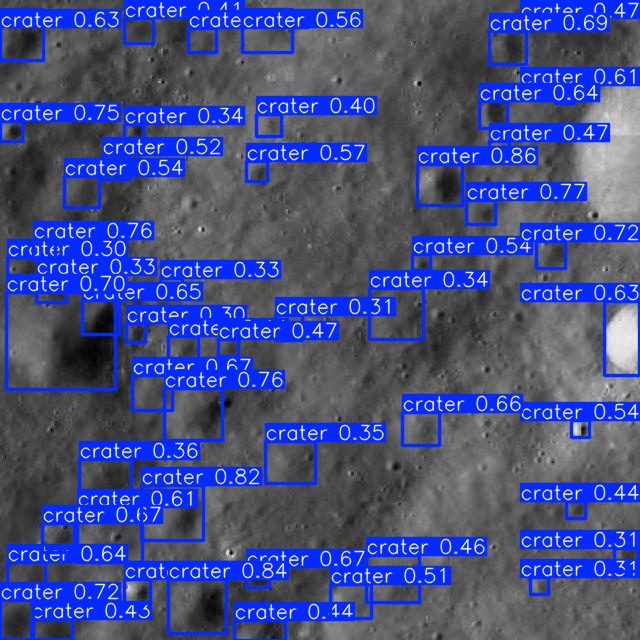 crater 0.47
crater 0.63
crater 0.56
crater 0.69
crater 0.61
crater 0.64
crater 0.75
crater 0.34
crater 0.40
crater 0.47
crater 0.52
crater 0.57
crater 0.86
crater 0.54
crater 0.77
crater 0.76
crater 0.72
crater 0.30
crater 0.54
crater 0.33
crater 0.33
crater 0.70
crater 0.34
crater 0.65
crater 0.63
crater 0.31
crater 0.30
crater 0.47
crater 0.67
crater 0.76
crater 0.66
crater 0.54
crater 0.35
crater 0.36
crater 0.82
crater 0.61
crater 0.44
crater 0.67
crater 0.31
crater 0.46
crater 0.64
crater 0.67
crater 0.31
crater 0.84
crater 0.51
crater 0.72
crater 0.43
crater 0.44